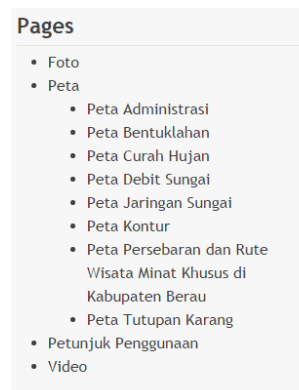 Pages
Foto
Peta
Peta Administrasi
Peta Bentuklahan
Peta Curah Hujan
Peta Debit Sungai
Peta Jaringan Sungai
Peta Kontur
Peta Persebaran dan Rute
Wisata Minat Khusus di
Kabupaten Berau
Peta Tutupan Karang
Petunjuk Penggunaan
Video